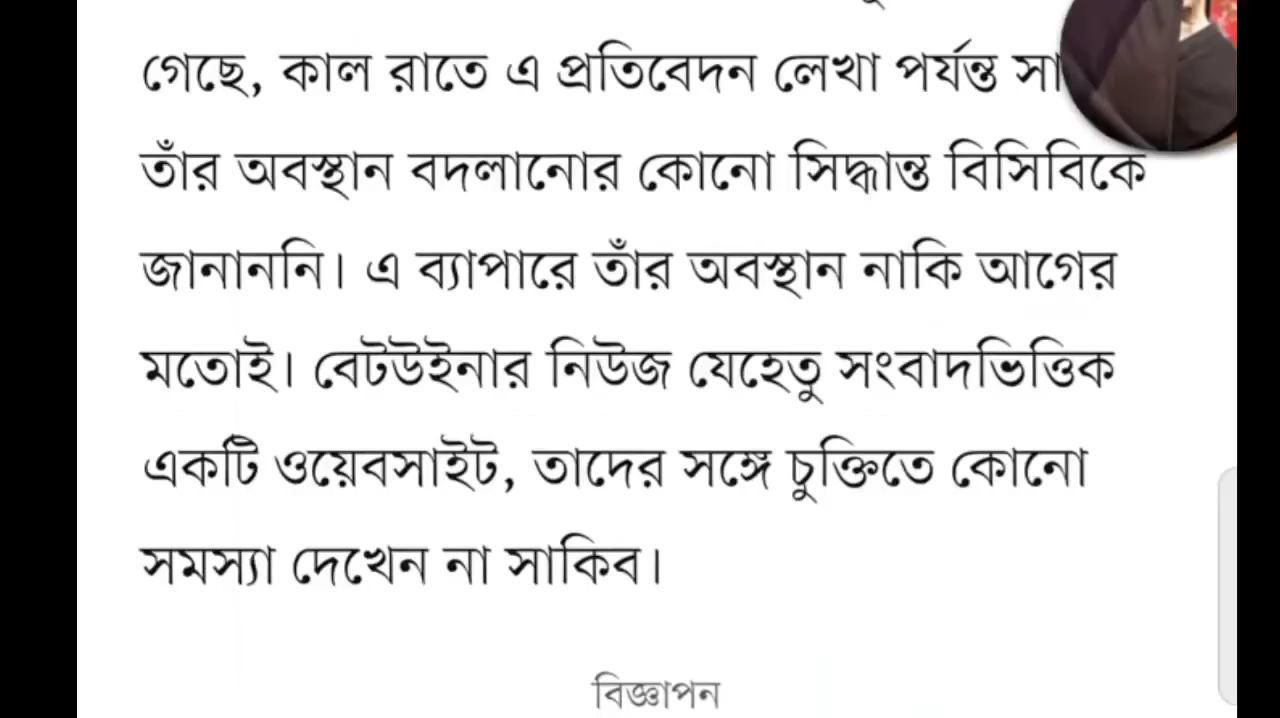 গেছে, কাল রাতে এ প্রতিবেদন লেখা পর্যন্ত সা
তাঁর অবস্থান বদলানোর কোনো সিদ্ধান্ত বিসিবিকে
জানাননি। এ ব্যাপারে তাঁর অবস্থান নাকি আগের
মতোই। বেটউইনার নিউজ যেহেতু সংবাদভিত্তিক
একটি ওয়েবসাইট, তাদের সঙ্গে চুক্তিতে কোনো
সমস্যা দেখেন না সাকিব।
বিজ্ঞাপন